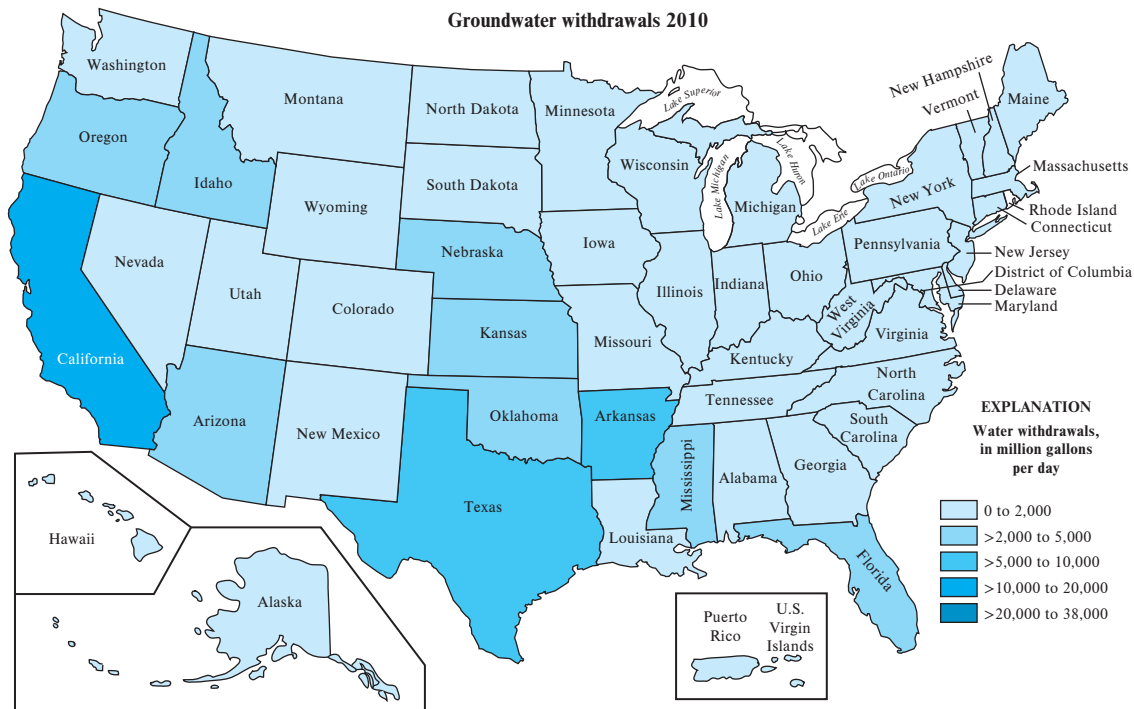 Groundwater withdrawals 2010
Washington
Oregon
Idaho
Montana
North Dakota
Minnesota
Lake Superior
New Hampshire
Vermont
Maine
South Dakota
Wyoming
Wisconsin
Lake Michigan
Lake Huron
Michigan
Lake Ontario
Lake Erie
New York
Massachusetts
Rhode Island
Connecticut
Pennsylvania
New Jersey
District of Columbia
Delaware
Maryland
California
Nevada
Utah
Colorado
Nebraska
Iowa
Kansas
Missouri
Illinois
Indiana
Ohio
West
Virginia
Virginia
Kentucky
Tennessee
North
Carolina
South
Carolina
Arizona
New Mexico
Oklahoma
Arkansas
Texas
Louisiana
Mississippi
Alabama
Georgia
Florida
Hawaii
Alaska
Puerto
Rico
U.S.
Virgin
Islands
EXPLANATION
Water withdrawals,
in million gallons
per day
0 to 2,000
>2,000 to 5,000
>5,000 to 10,000
>10,000 to 20,000
>20,000 to 38,000